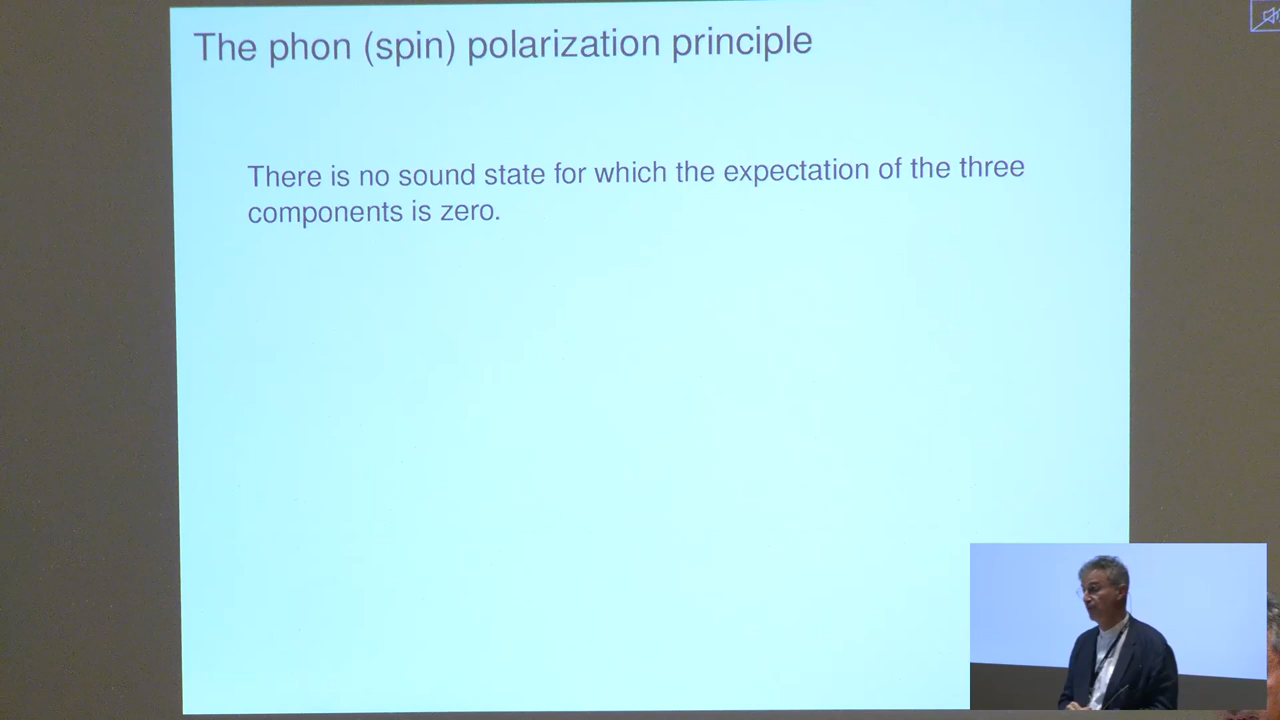 The phon (spin) polarization principle
There is no sound state for which the expectation of the three
components is zero.